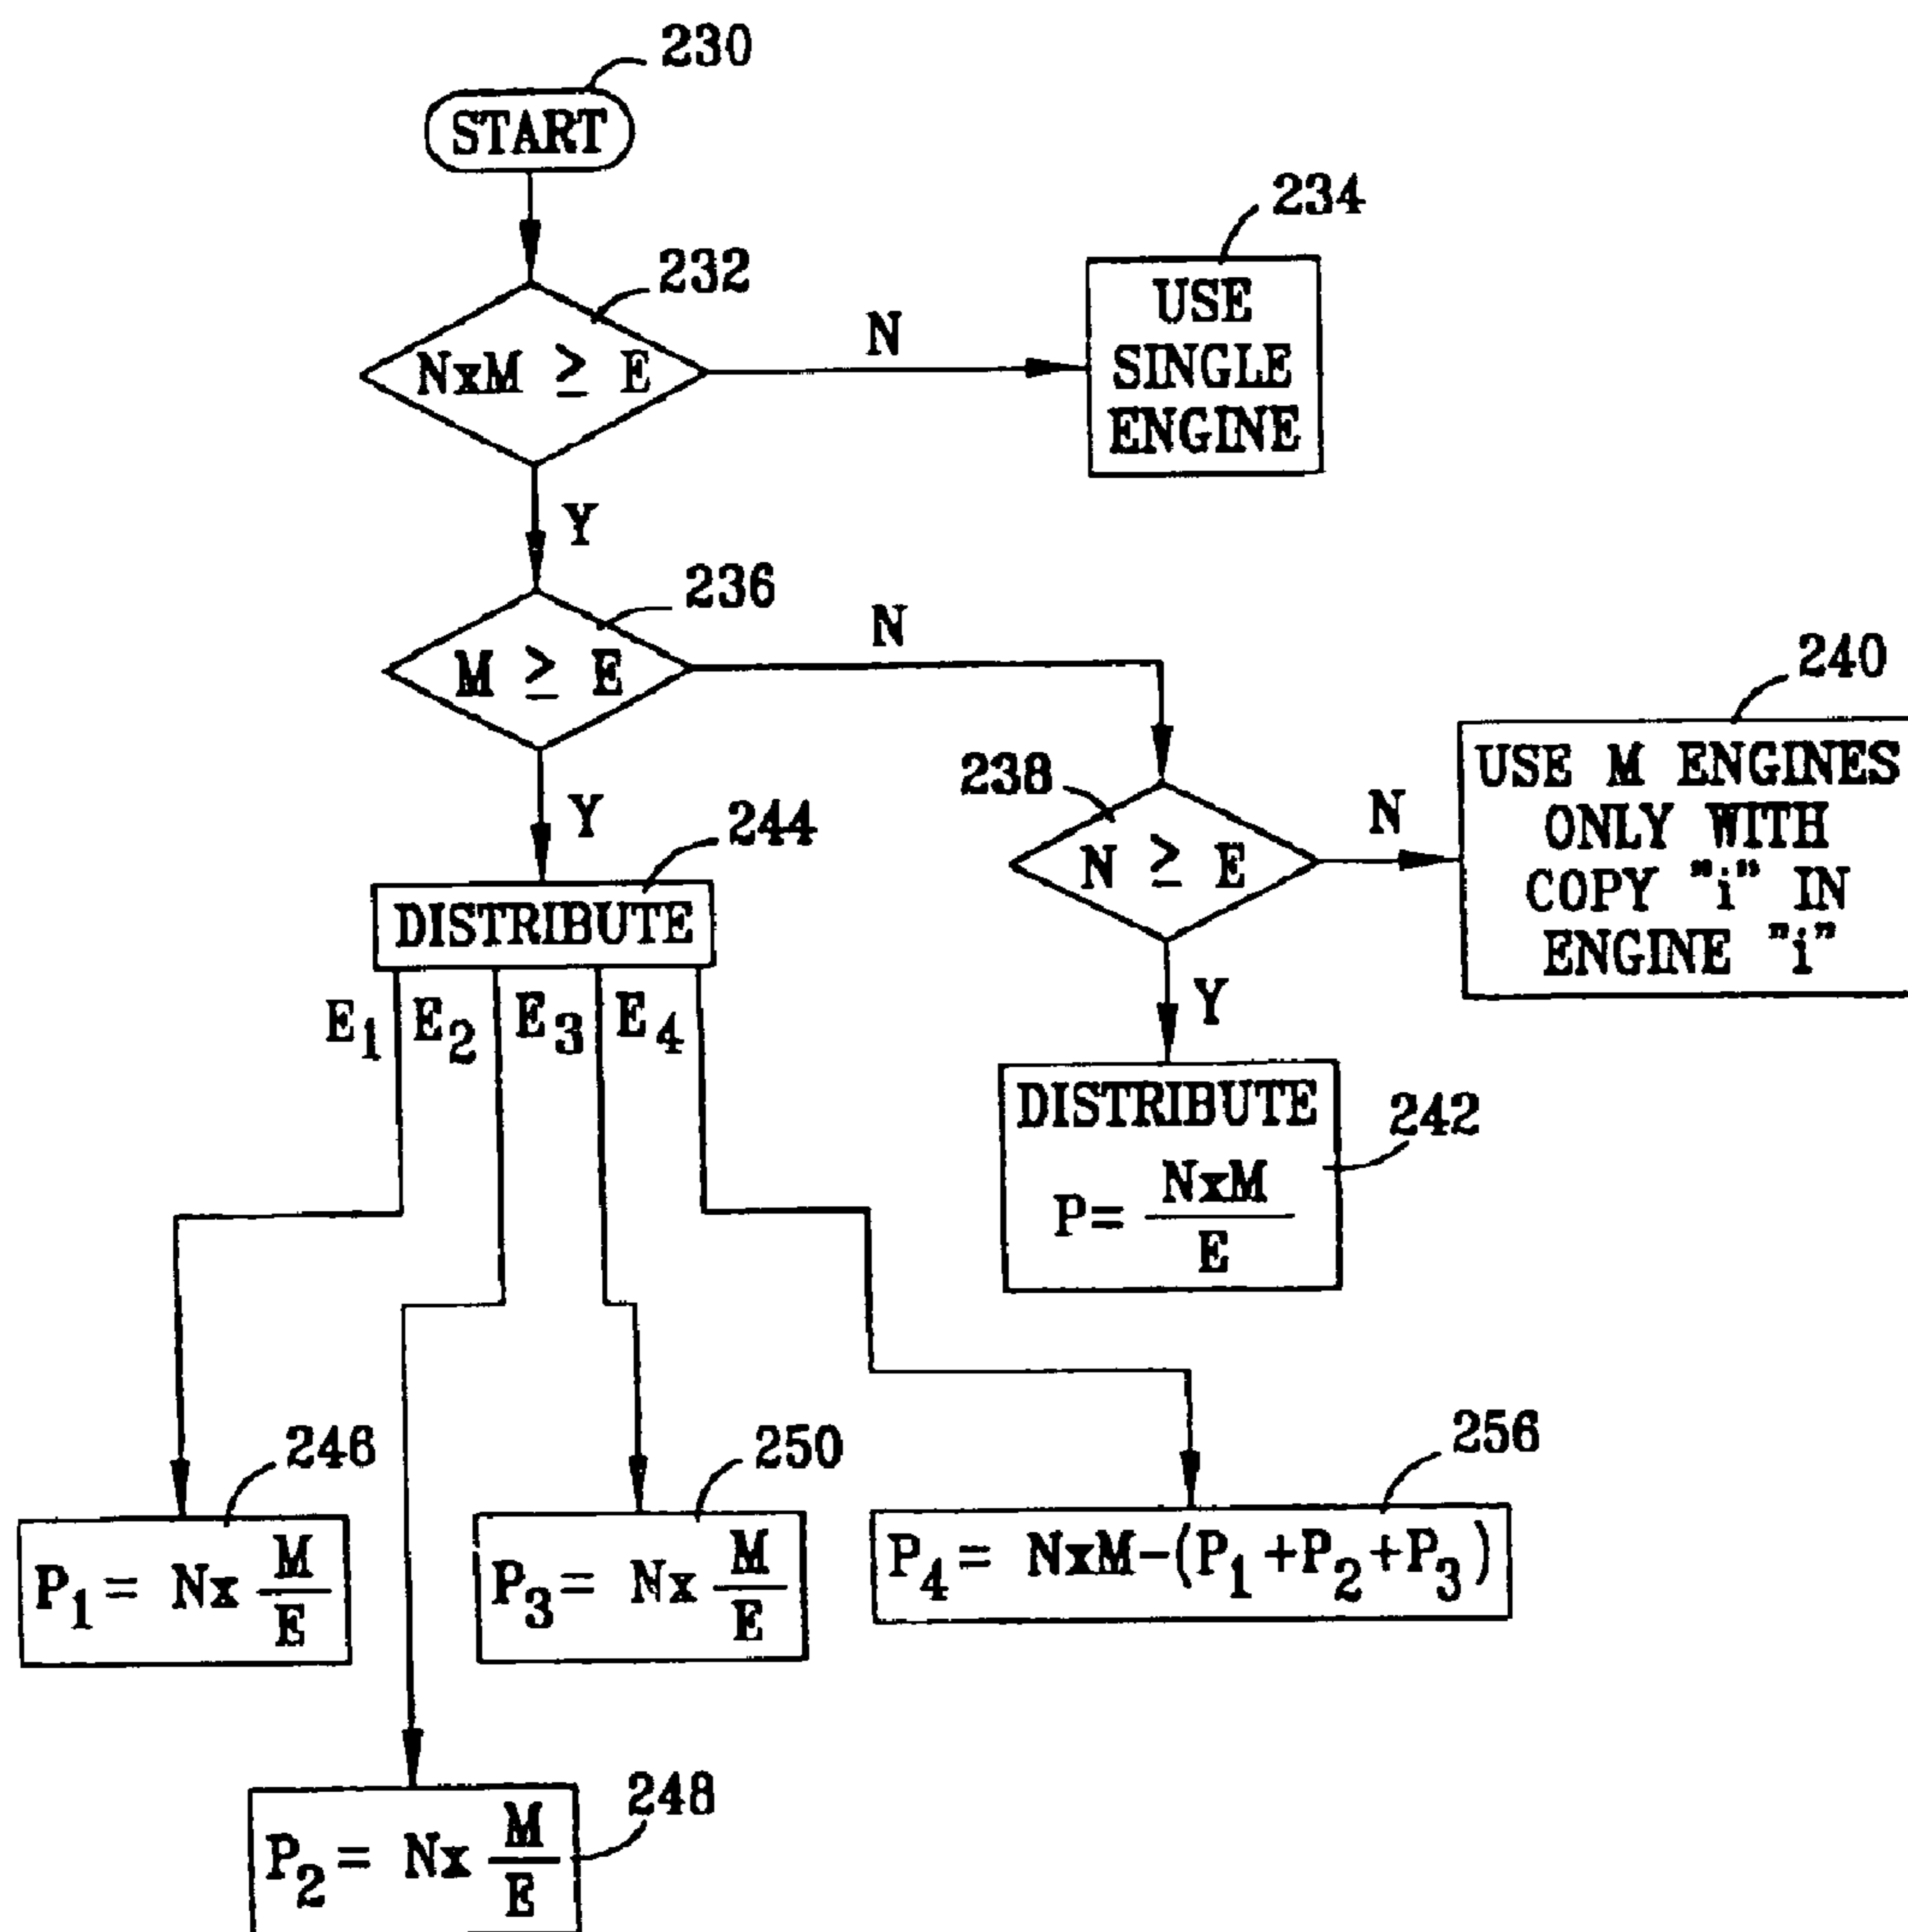 230
START
234
232
USE
SINGLE
ENGINE
N
NxM ≥ E
Y
236
N
M ≥ E
240
USE M ENGINES
ONLY WITH
COPY "i" IN
ENGINE "i"
238
N
N ≥ E
Y
244
DISTRIBUTE
Y
E1 E2 E3 E4
DISTRIBUTE
P= NxM
E
242
246
250
256
P1= Nx M
E
P3= Nx M
E
P4= NxM-(P1+P2+P3)
248
P2= Nx M
E